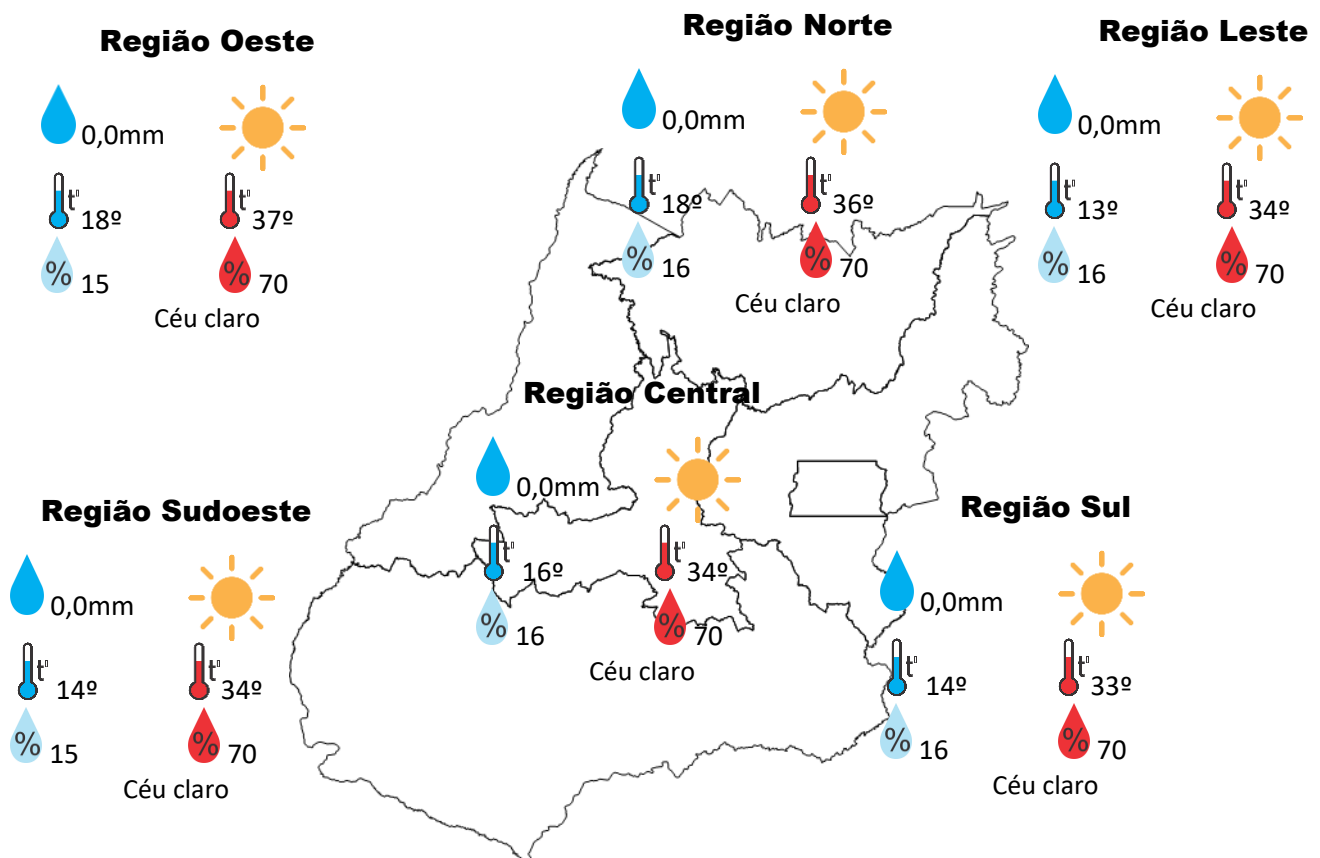 Região Oeste
0,0mm
t°
18º
t°
37º
% 15
% 70
Céu claro
Região Norte
0,0mm
t°
18º
t°
36º
% 16
% 70
Céu claro
Região Leste
0,0mm
t°
13º
t°
34º
% 16
% 70
Céu claro
Região Central
0,0mm
t°
16º
t°
34º
% 16
% 70
Céu claro
Região Sudoeste
0,0mm
t°
14º
t°
34º
% 15
% 70
Céu claro
Região Sul
0,0mm
t°
14º
t°
33º
% 16
% 70
Céu claro